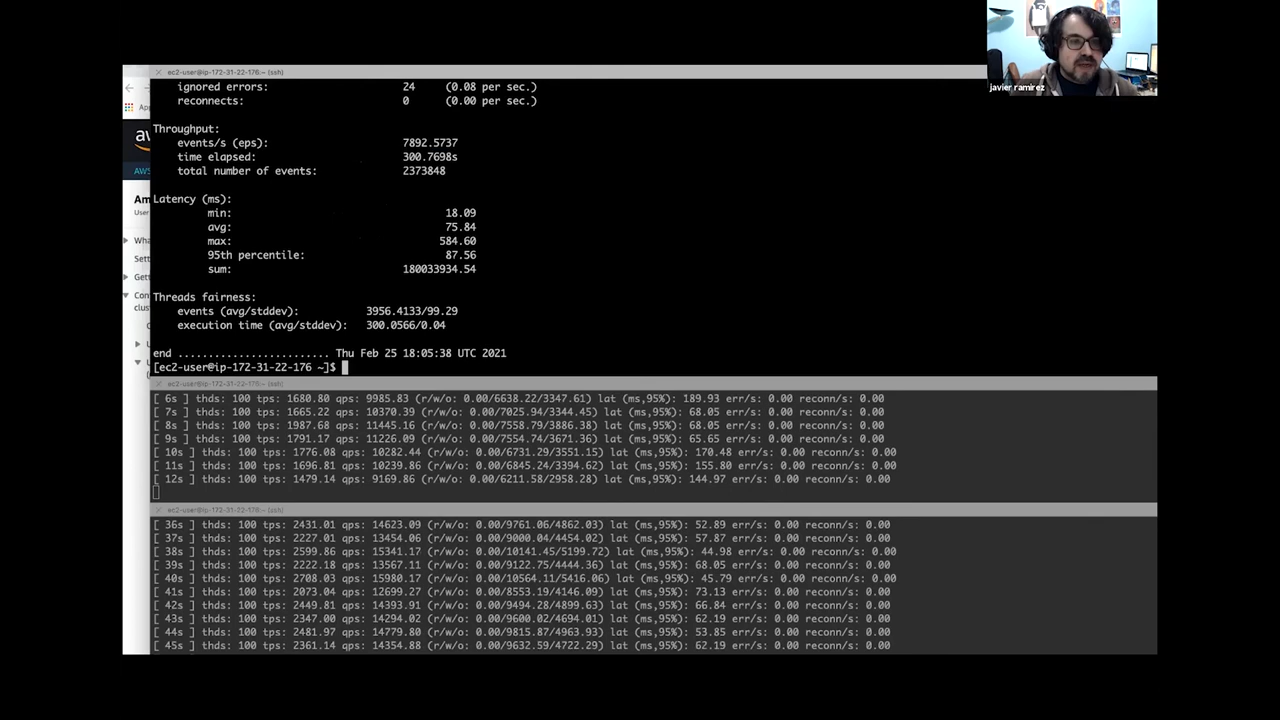 javier ramirez
ec2-user@ip-172-31-22-176:~ (ssh)
ignored errors: 24 (0.08 per sec.)
reconnects: 0 (0.00 per sec.)
Throughput:
events/s (eps): 7892.5737
time elapsed: 300.7698s
total number of events: 2373848
Latency (ms):
min: 18.09
avg: 75.84
max: 584.60
95th percentile: 87.56
sum: 180033934.54
Threads fairness:
events (avg/stddev): 3956.4133/99.29
execution time (avg/stddev): 300.0566/0.04
end ......................... Thu Feb 25 18:05:38 UTC 2021
[ec2-user@ip-172-31-22-176 ~]$
ec2-user@ip-172-31-22-176:~ (ssh)
[ 6s ] thds: 100 tps: 1680.80 qps: 9985.83 (r/w/o: 0.00/6638.22/3347.61) lat (ms,95%): 189.93 err/s: 0.00 reconn/s: 0.00
[ 7s ] thds: 100 tps: 1665.22 qps: 10370.39 (r/w/o: 0.00/7025.94/3344.45) lat (ms,95%): 68.05 err/s: 0.00 reconn/s: 0.00
[ 8s ] thds: 100 tps: 1987.68 qps: 11445.16 (r/w/o: 0.00/7558.79/3886.38) lat (ms,95%): 68.05 err/s: 0.00 reconn/s: 0.00
[ 9s ] thds: 100 tps: 1791.17 qps: 11226.09 (r/w/o: 0.00/7554.74/3671.36) lat (ms,95%): 65.65 err/s: 0.00 reconn/s: 0.00
[ 10s ] thds: 100 tps: 1776.08 qps: 10282.44 (r/w/o: 0.00/6731.29/3551.15) lat (ms,95%): 170.48 err/s: 0.00 reconn/s: 0.00
[ 11s ] thds: 100 tps: 1696.81 qps: 10239.86 (r/w/o: 0.00/6845.24/3394.62) lat (ms,95%): 155.80 err/s: 0.00 reconn/s: 0.00
[ 12s ] thds: 100 tps: 1479.14 qps: 9169.86 (r/w/o: 0.00/6211.58/2958.28) lat (ms,95%): 144.97 err/s: 0.00 reconn/s: 0.00
ec2-user@ip-172-31-22-176:~ (ssh)
[ 36s ] thds: 100 tps: 2431.01 qps: 14623.09 (r/w/o: 0.00/9761.06/4862.03) lat (ms,95%): 52.89 err/s: 0.00 reconn/s: 0.00
[ 37s ] thds: 100 tps: 2227.01 qps: 13454.06 (r/w/o: 0.00/9000.04/4454.02) lat (ms,95%): 57.87 err/s: 0.00 reconn/s: 0.00
[ 38s ] thds: 100 tps: 2599.86 qps: 15341.17 (r/w/o: 0.00/10141.45/5199.72) lat (ms,95%): 44.98 err/s: 0.00 reconn/s: 0.00
[ 39s ] thds: 100 tps: 2222.18 qps: 13567.11 (r/w/o: 0.00/9122.75/4444.36) lat (ms,95%): 68.05 err/s: 0.00 reconn/s: 0.00
[ 40s ] thds: 100 tps: 2708.03 qps: 15980.17 (r/w/o: 0.00/10564.11/5416.06) lat (ms,95%): 45.79 err/s: 0.00 reconn/s: 0.00
[ 41s ] thds: 100 tps: 2073.04 qps: 12699.27 (r/w/o: 0.00/8553.19/4146.09) lat (ms,95%): 73.13 err/s: 0.00 reconn/s: 0.00
[ 42s ] thds: 100 tps: 2449.81 qps: 14393.91 (r/w/o: 0.00/9494.28/4899.63) lat (ms,95%): 66.84 err/s: 0.00 reconn/s: 0.00
[ 43s ] thds: 100 tps: 2347.00 qps: 14294.02 (r/w/o: 0.00/9600.02/4694.01) lat (ms,95%): 62.19 err/s: 0.00 reconn/s: 0.00
[ 44s ] thds: 100 tps: 2481.97 qps: 14779.80 (r/w/o: 0.00/9815.87/4963.93) lat (ms,95%): 53.85 err/s: 0.00 reconn/s: 0.00
[ 45s ] thds: 100 tps: 2361.14 qps: 14354.88 (r/w/o: 0.00/9632.59/4722.29) lat (ms,95%): 62.19 err/s: 0.00 reconn/s: 0.00